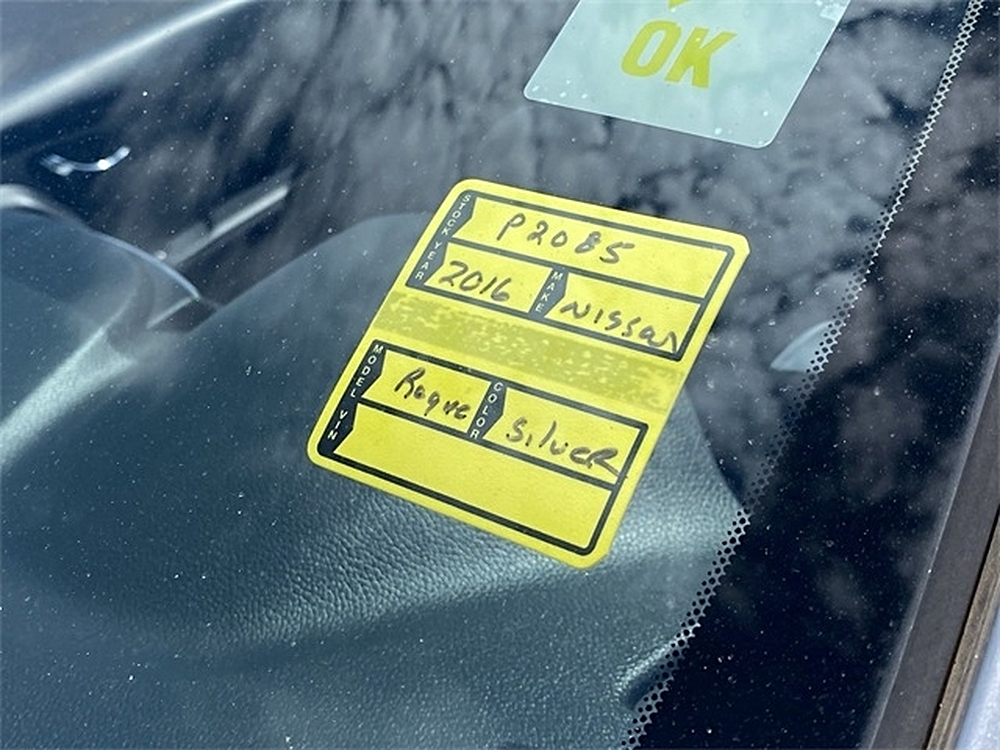 OK
STOCK P2085
YEAR 2016 MAKE Nissan
MODEL Rogue COLOR SilveR
VIN